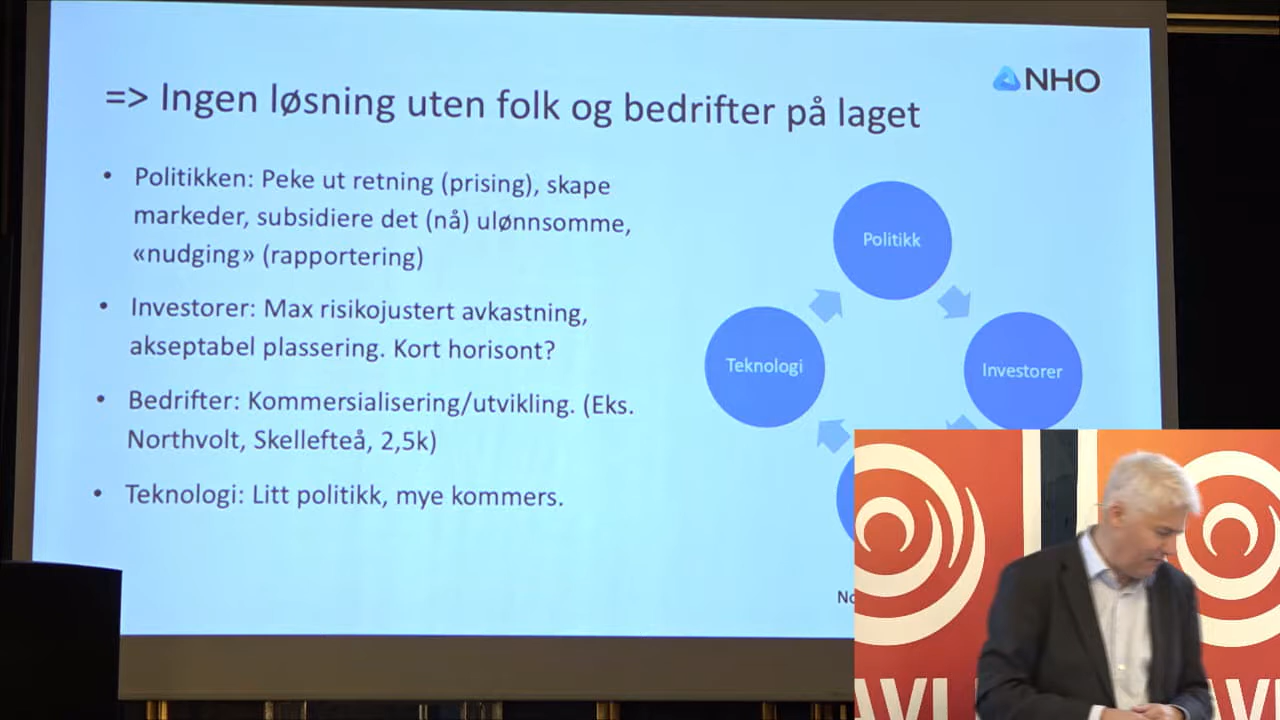 NHO
=> Ingen løsning uten folk og bedrifter på laget
• Politikken: Peke ut retning (prising), skape
markeder, subsidiere det (nå) ulønnsomme,
«nudging» (rapportering)
• Investorer: Max risikojustert avkastning,
akseptabel plassering. Kort horisont?
• Bedrifter: Kommersialisering/utvikling. (Eks.
Northvolt, Skellefteå, 2,5k)
• Teknologi: Litt politikk, mye kommers.
Politikk
Teknologi
Investorer